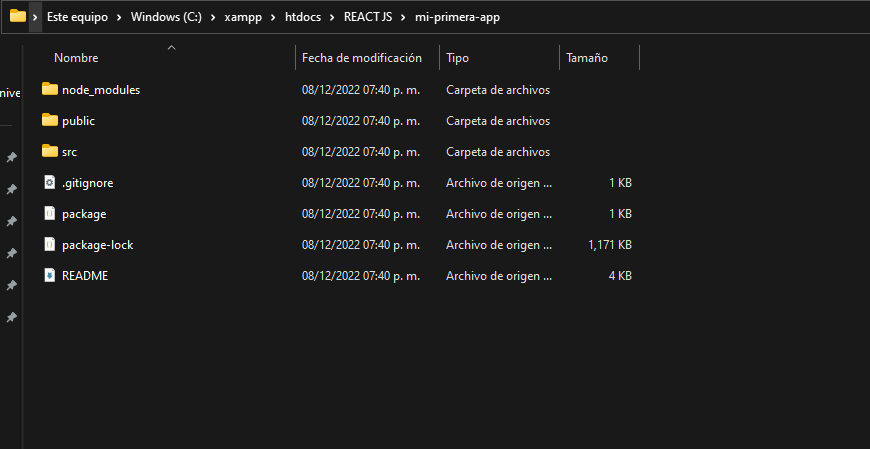 Este equipo > Windows (C:) > xampp > htdocs > REACT JS > mi-primera-app
Nombre Fecha de modificación Tipo Tamaño
node_modules 08/12/2022 07:40 p. m. Carpeta de archivos
nive
public 08/12/2022 07:40 p. m. Carpeta de archivos
src 08/12/2022 07:40 p. m. Carpeta de archivos
.gitignore 08/12/2022 07:40 p. m. Archivo de origen ... 1 KB
package 08/12/2022 07:40 p. m. Archivo de origen ... 1 KB
package-lock 08/12/2022 07:40 p. m. Archivo de origen ... 1,171 KB
README 08/12/2022 07:40 p. m. Archivo de origen ... 4 KB